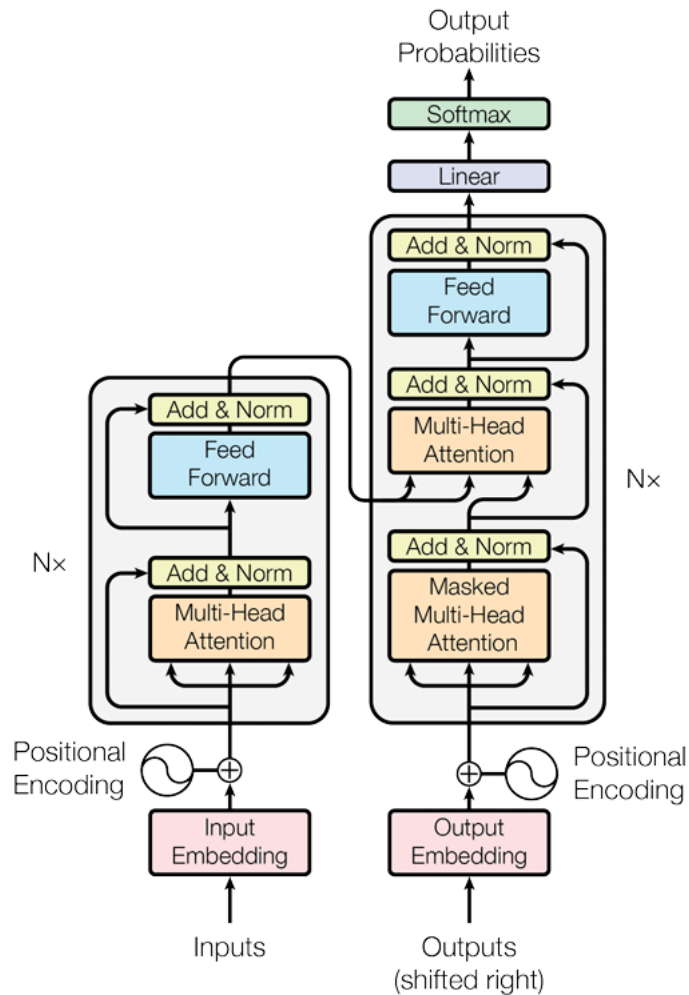 Output
Probabilities
Softmax
Linear
Add & Norm
Feed
Forward
Add & Norm
Multi-Head
Attention
Add & Norm
Masked
Multi-Head
Attention
N×
Add & Norm
Feed
Forward
Add & Norm
Multi-Head
Attention
N×
Positional
Encoding
Positional
Encoding
Input
Embedding
Output
Embedding
Inputs
Outputs
(shifted right)